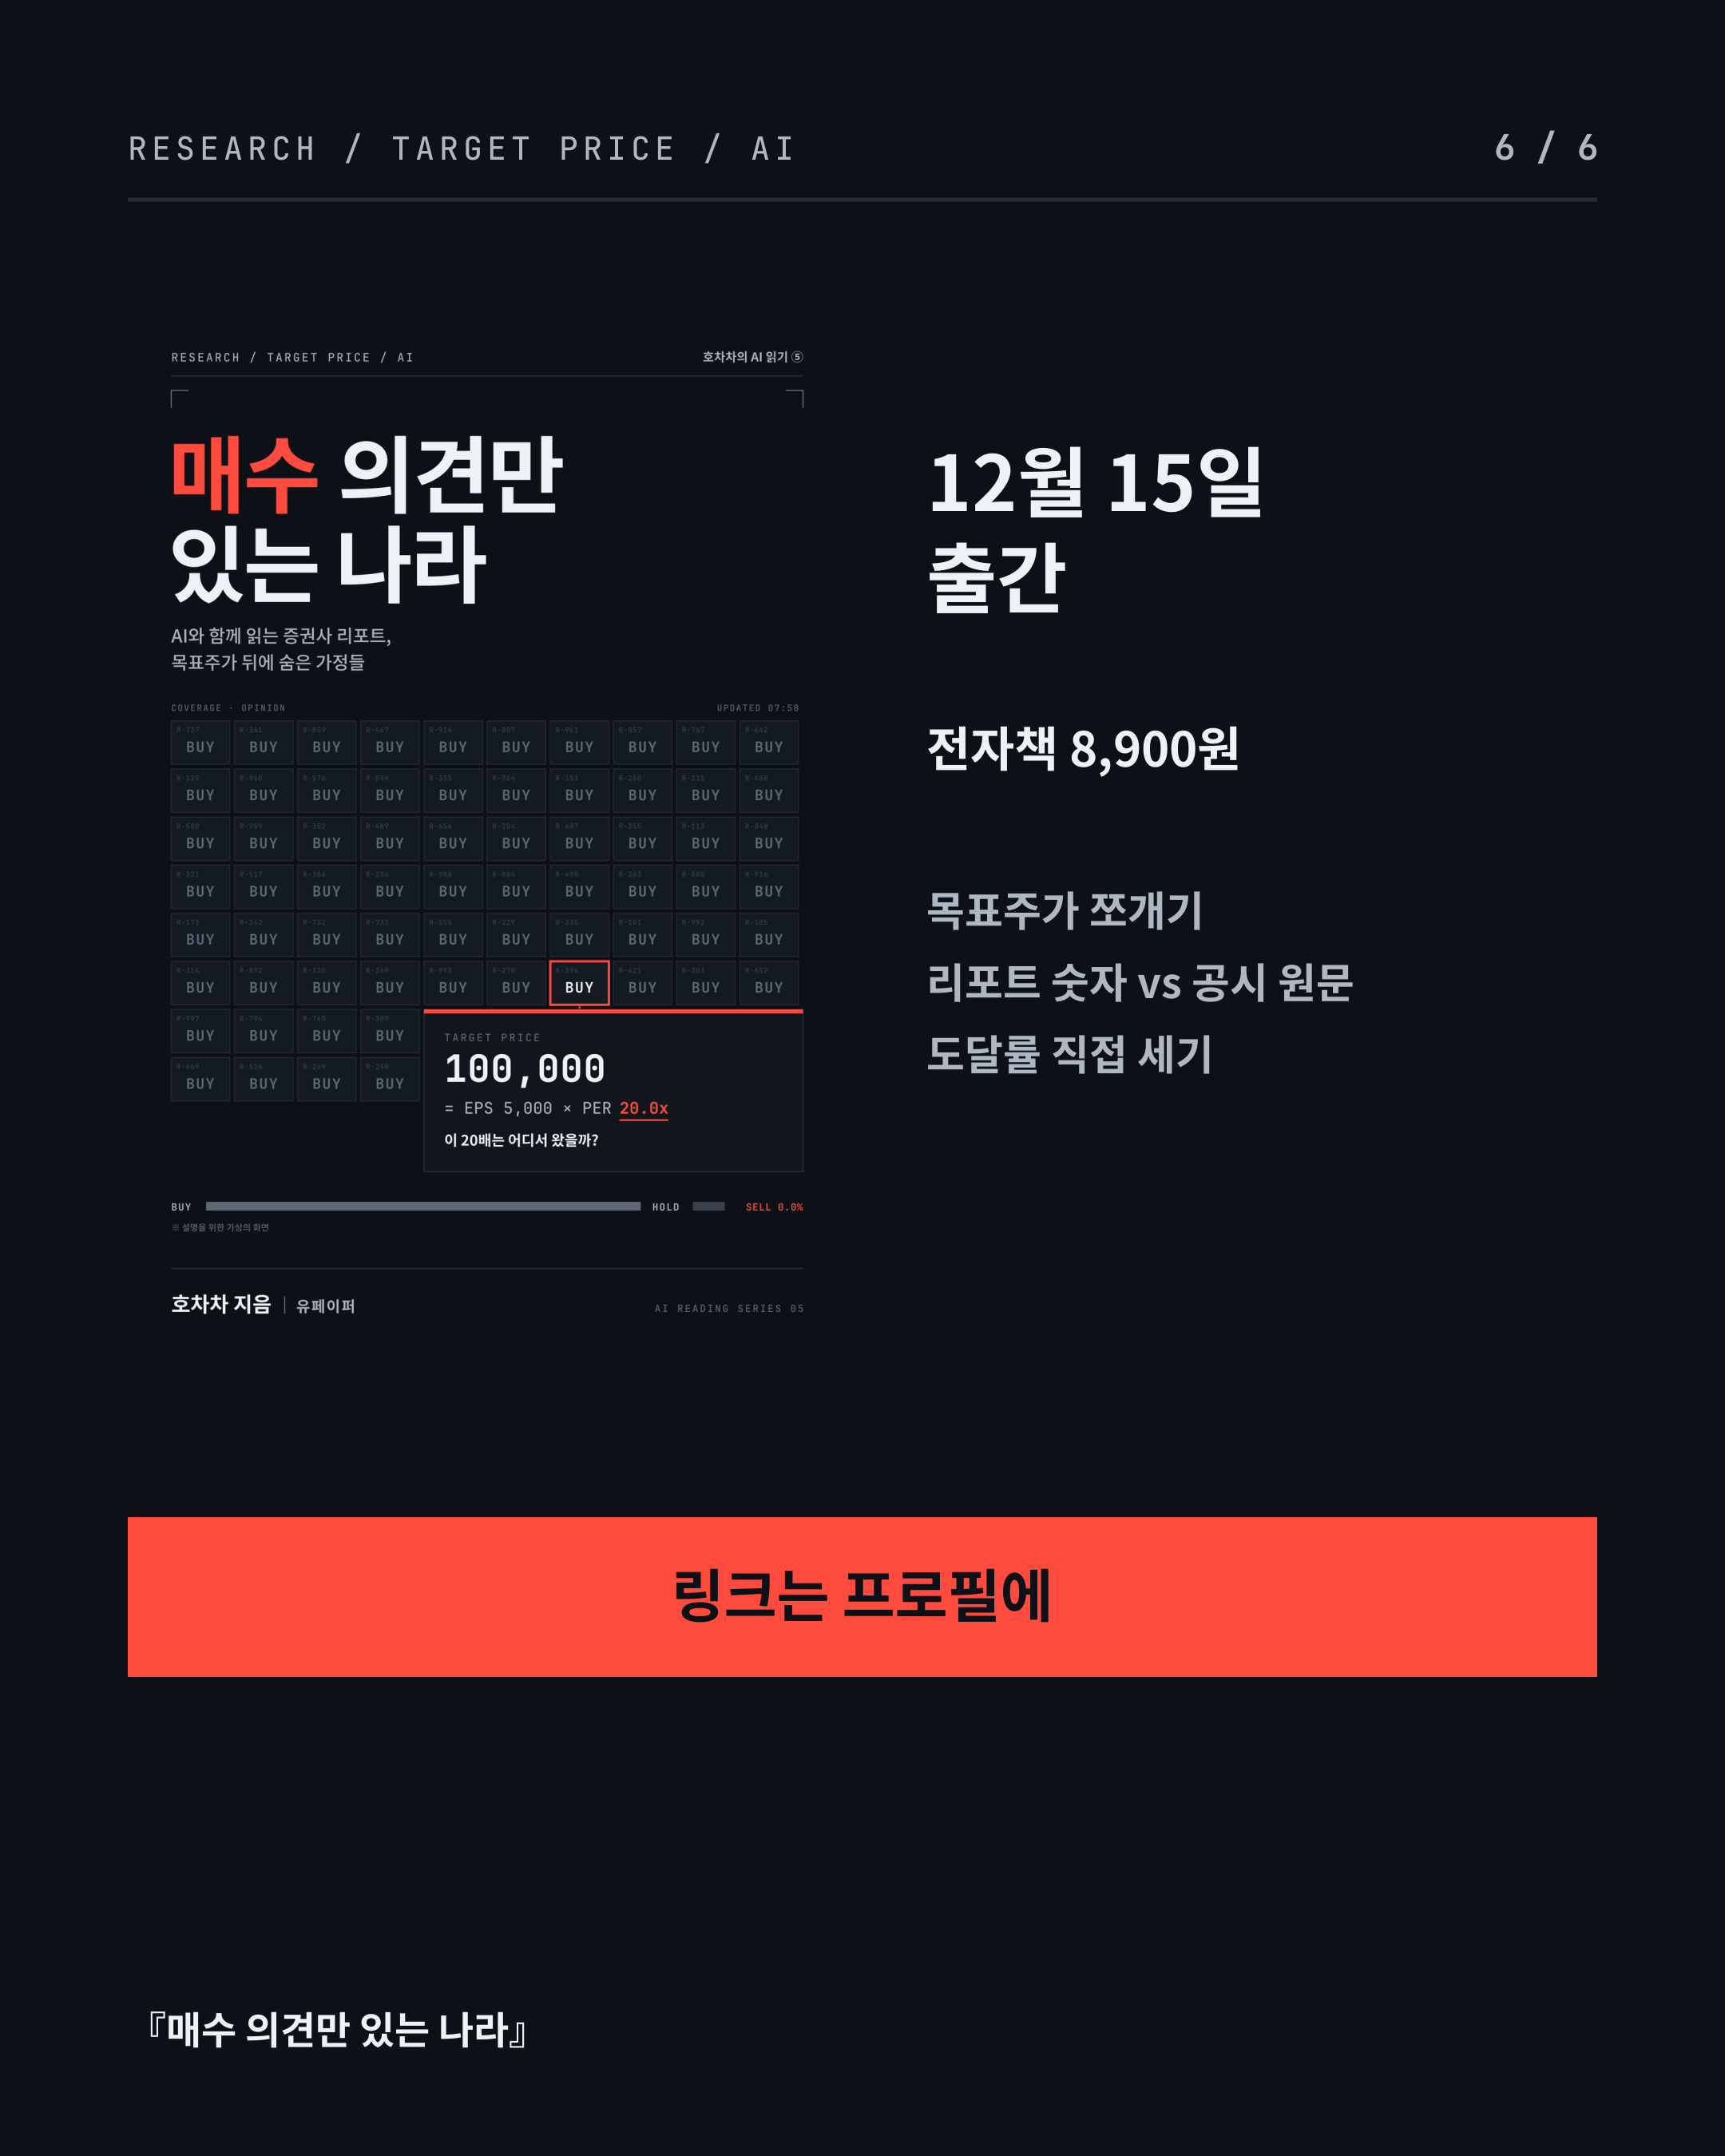 RESEARCH / TARGET PRICE / AI
6 / 6
RESEARCH / TARGET PRICE / AI
호차차의 AI 읽기 ⑤
매수 의견만
있는 나라
AI와 함께 읽는 증권사 리포트,
목표주가 뒤에 숨은 가정들
COVERAGE · OPINION
UPDATED 07:58
BUY BUY BUY BUY BUY BUY BUY BUY BUY BUY
BUY BUY BUY BUY BUY BUY BUY BUY BUY BUY
BUY BUY BUY BUY BUY BUY BUY BUY BUY BUY
BUY BUY BUY BUY BUY BUY BUY BUY BUY BUY
BUY BUY BUY BUY BUY BUY BUY BUY BUY BUY
BUY BUY BUY BUY BUY BUY BUY BUY BUY BUY
BUY BUY BUY BUY
BUY BUY BUY BUY
TARGET PRICE
100,000
= EPS 5,000 × PER 20.0x
이 20배는 어디서 왔을까?
BUY
HOLD
SELL 0.0%
※ 설명을 위한 가상의 화면
호차차 지음 | 유페이퍼
AI READING SERIES 05
12월 15일
출간
전자책 8,900원
목표주가 쪼개기
리포트 숫자 vs 공시 원문
도달률 직접 세기
링크는 프로필에
『매수 의견만 있는 나라』